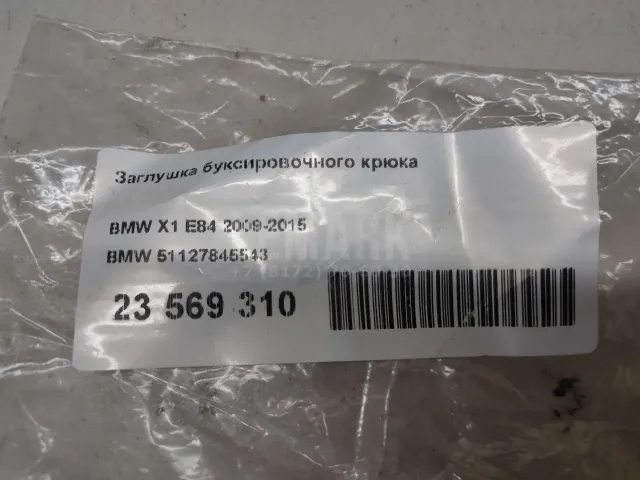 Заглушка буксировочного крюка
BMW X1 E84 2009-2015
BMW 51127845543
23 569 310